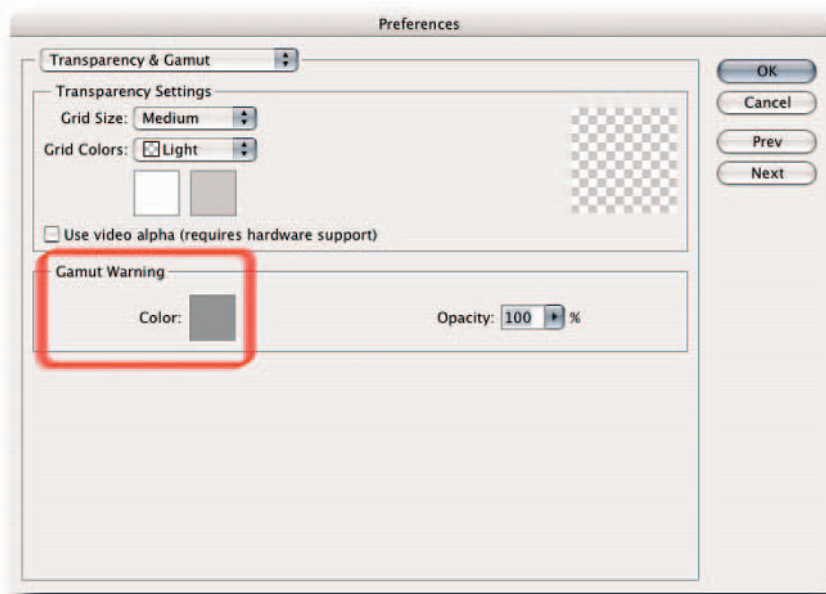 Preferences
Transparency & Gamut
Transparency Settings
Grid Size: Medium
Grid Colors: Light
Use video alpha (requires hardware support)
Gamut Warning
Color:
Opacity: 100 %
OK
Cancel
Prev
Next